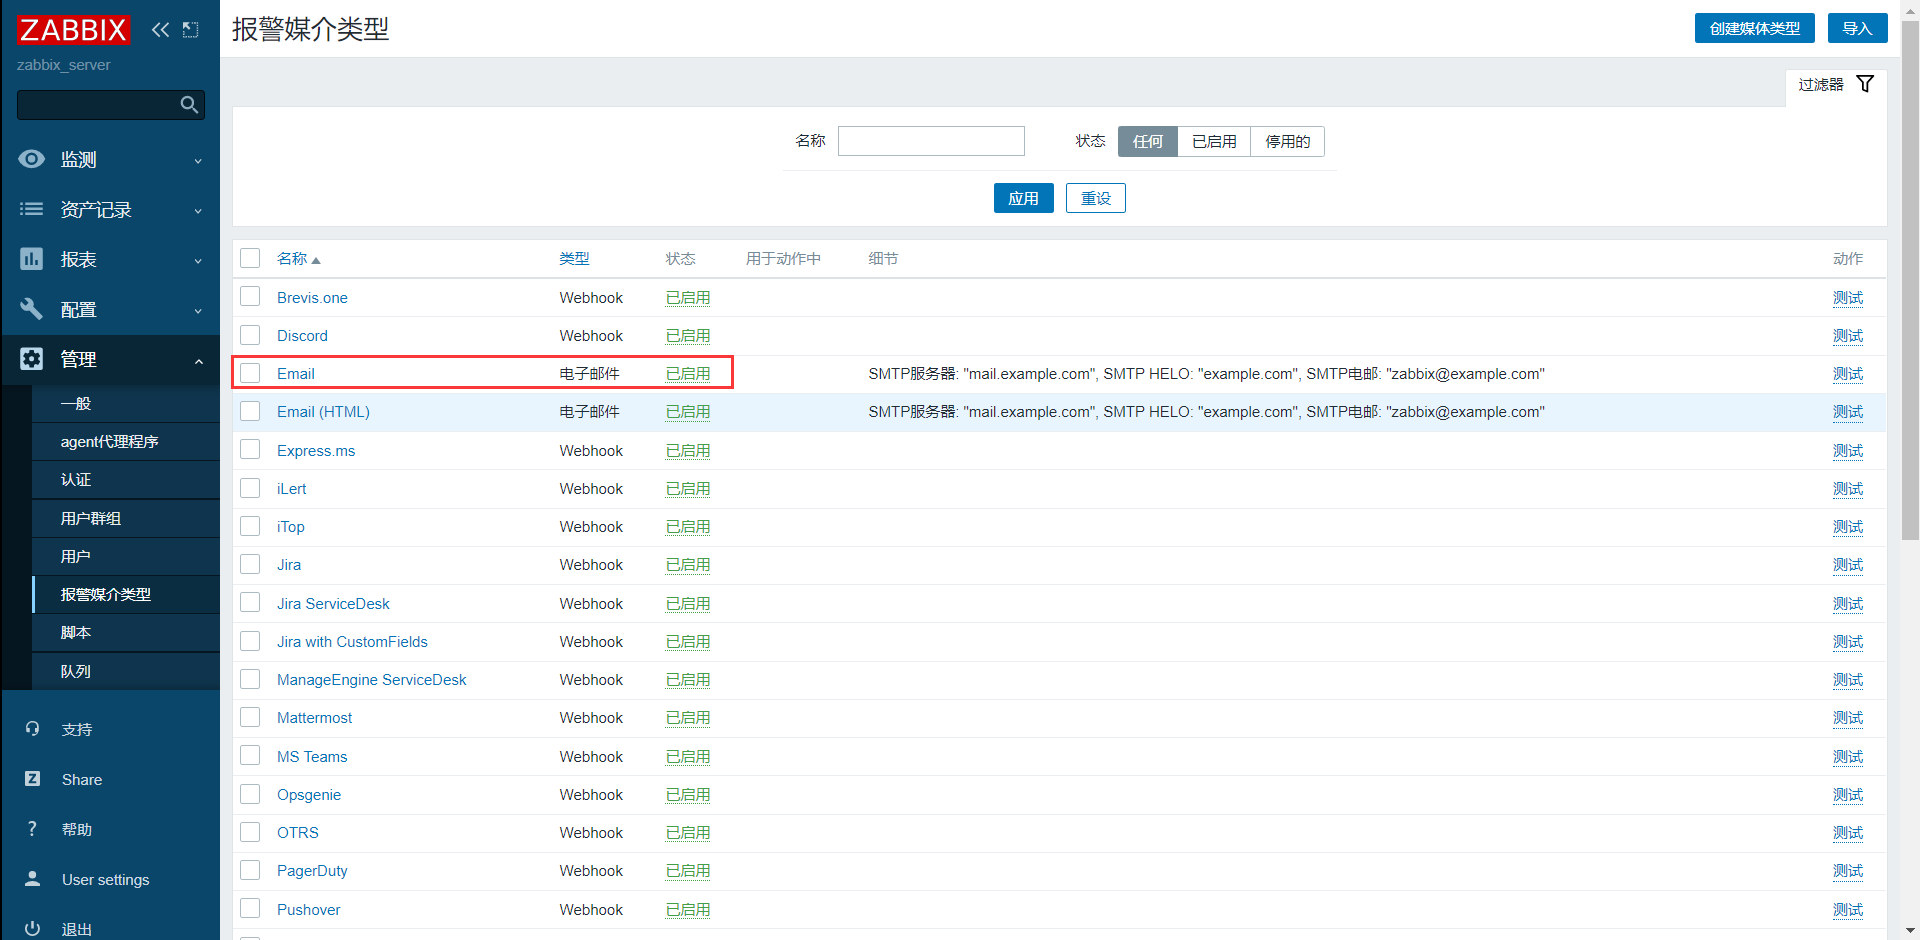 ZABBIX
zabbix_server
监测
资产记录
报表
配置
管理
一般
agent代理程序
认证
用户群组
用户
报警媒介类型
脚本
队列
支持
Share
帮助
User settings
退出
报警媒介类型
创建媒体类型 导入
过滤器
名称 状态 任何 已启用 停用的
应用 重设
名称 类型 状态 用于动作中 细节 动作
Brevis.one Webhook 已启用 测试
Discord Webhook 已启用 测试
Email 电子邮件 已启用 SMTP服务器: "mail.example.com", SMTP HELO: "example.com", SMTP电邮: "zabbix@example.com" 测试
Email (HTML) 电子邮件 已启用 SMTP服务器: "mail.example.com", SMTP HELO: "example.com", SMTP电邮: "zabbix@example.com" 测试
Express.ms Webhook 已启用 测试
iLert Webhook 已启用 测试
iTop Webhook 已启用 测试
Jira Webhook 已启用 测试
Jira ServiceDesk Webhook 已启用 测试
Jira with CustomFields Webhook 已启用 测试
ManageEngine ServiceDesk Webhook 已启用 测试
Mattermost Webhook 已启用 测试
MS Teams Webhook 已启用 测试
Opsgenie Webhook 已启用 测试
OTRS Webhook 已启用 测试
PagerDuty Webhook 已启用 测试
Pushover Webhook 已启用 测试